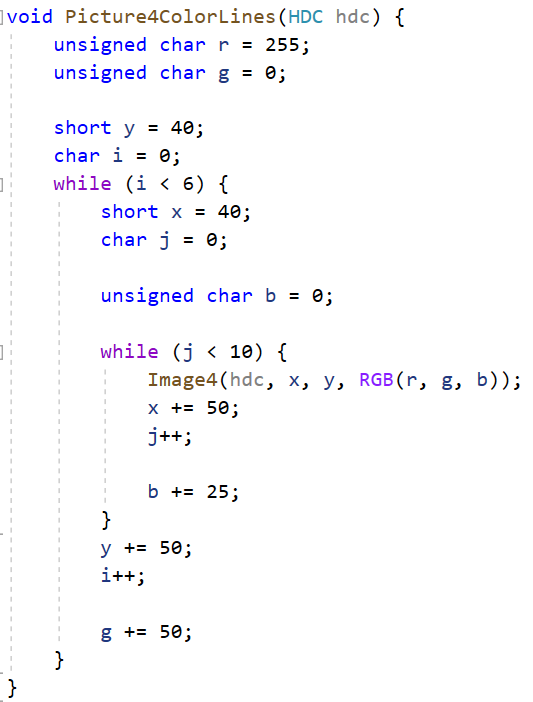 void Picture4ColorLines(HDC hdc) {
    unsigned char r = 255;
    unsigned char g = 0;

    short y = 40;
    char i = 0;
    while (i < 6) {
        short x = 40;
        char j = 0;

        unsigned char b = 0;

        while (j < 10) {
            Image4(hdc, x, y, RGB(r, g, b));
            x += 50;
            j++;

            b += 25;
        }
        y += 50;
        i++;

        g += 50;
    }
}